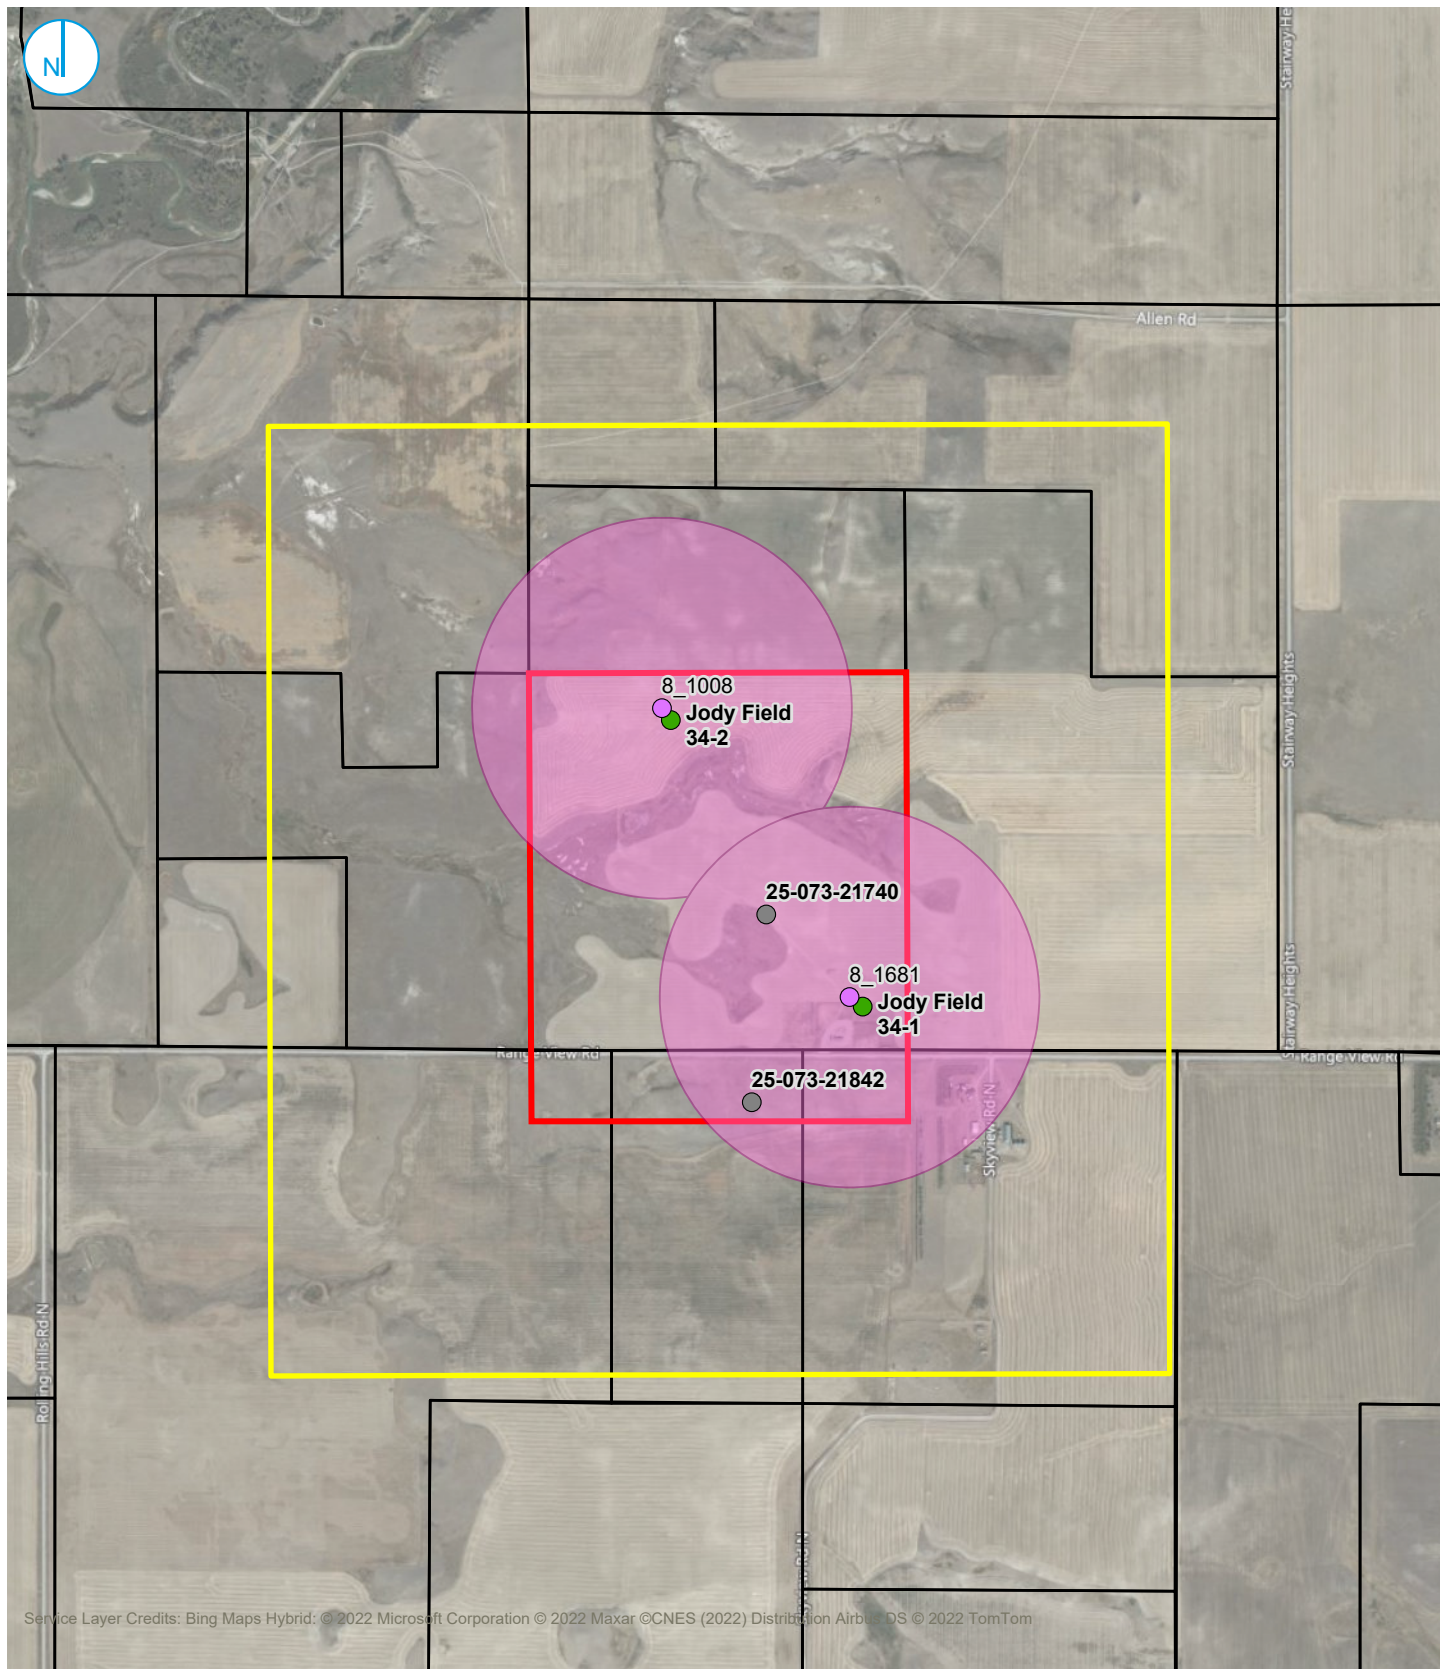 N
Stairway He
Allen Rd
8_1008
Jody Field
34-2
Stairway Heights
25-073-21740
8_1681
Jody Field
34-1
Stairway Heights
Range View Rd
Range View Rd
25-073-21842
Skyview Rd-N
Rolling Hills Rd-N
Service Layer Credits: Bing Maps Hybrid: © 2022 Microsoft Corporation © 2022 Maxar ©CNES (2022) Distribution Airbus DS © 2022 TomTom